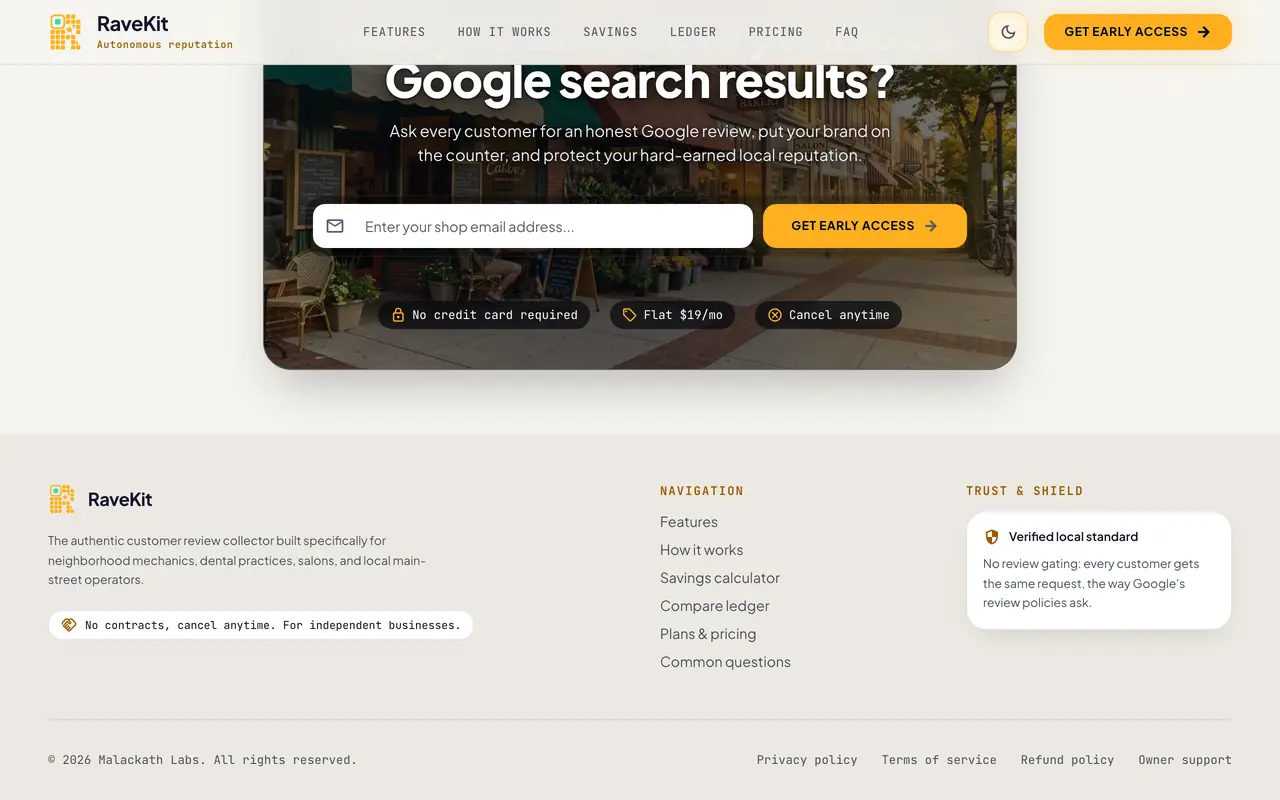 RaveKit
Autonomous reputation
FEATURES
HOW IT WORKS
SAVINGS
LEDGER
PRICING
FAQ
GET EARLY ACCESS
Google search results?
Ask every customer for an honest Google review, put your brand on
the counter, and protect your hard-earned local reputation.
BAKERY
SALON
Enter your shop email address...
GET EARLY ACCESS
No credit card required
Flat $19/mo
Cancel anytime
RaveKit
The authentic customer review collector built specifically for
neighborhood mechanics, dental practices, salons, and local main-
street operators.
No contracts, cancel anytime. For independent businesses.
NAVIGATION
Features
How it works
Savings calculator
Compare ledger
Plans & pricing
Common questions
TRUST & SHIELD
Verified local standard
No review gating: every customer gets
the same request, the way Google's
review policies ask.
© 2026 Malackath Labs. All rights reserved.
Privacy policy
Terms of service
Refund policy
Owner support